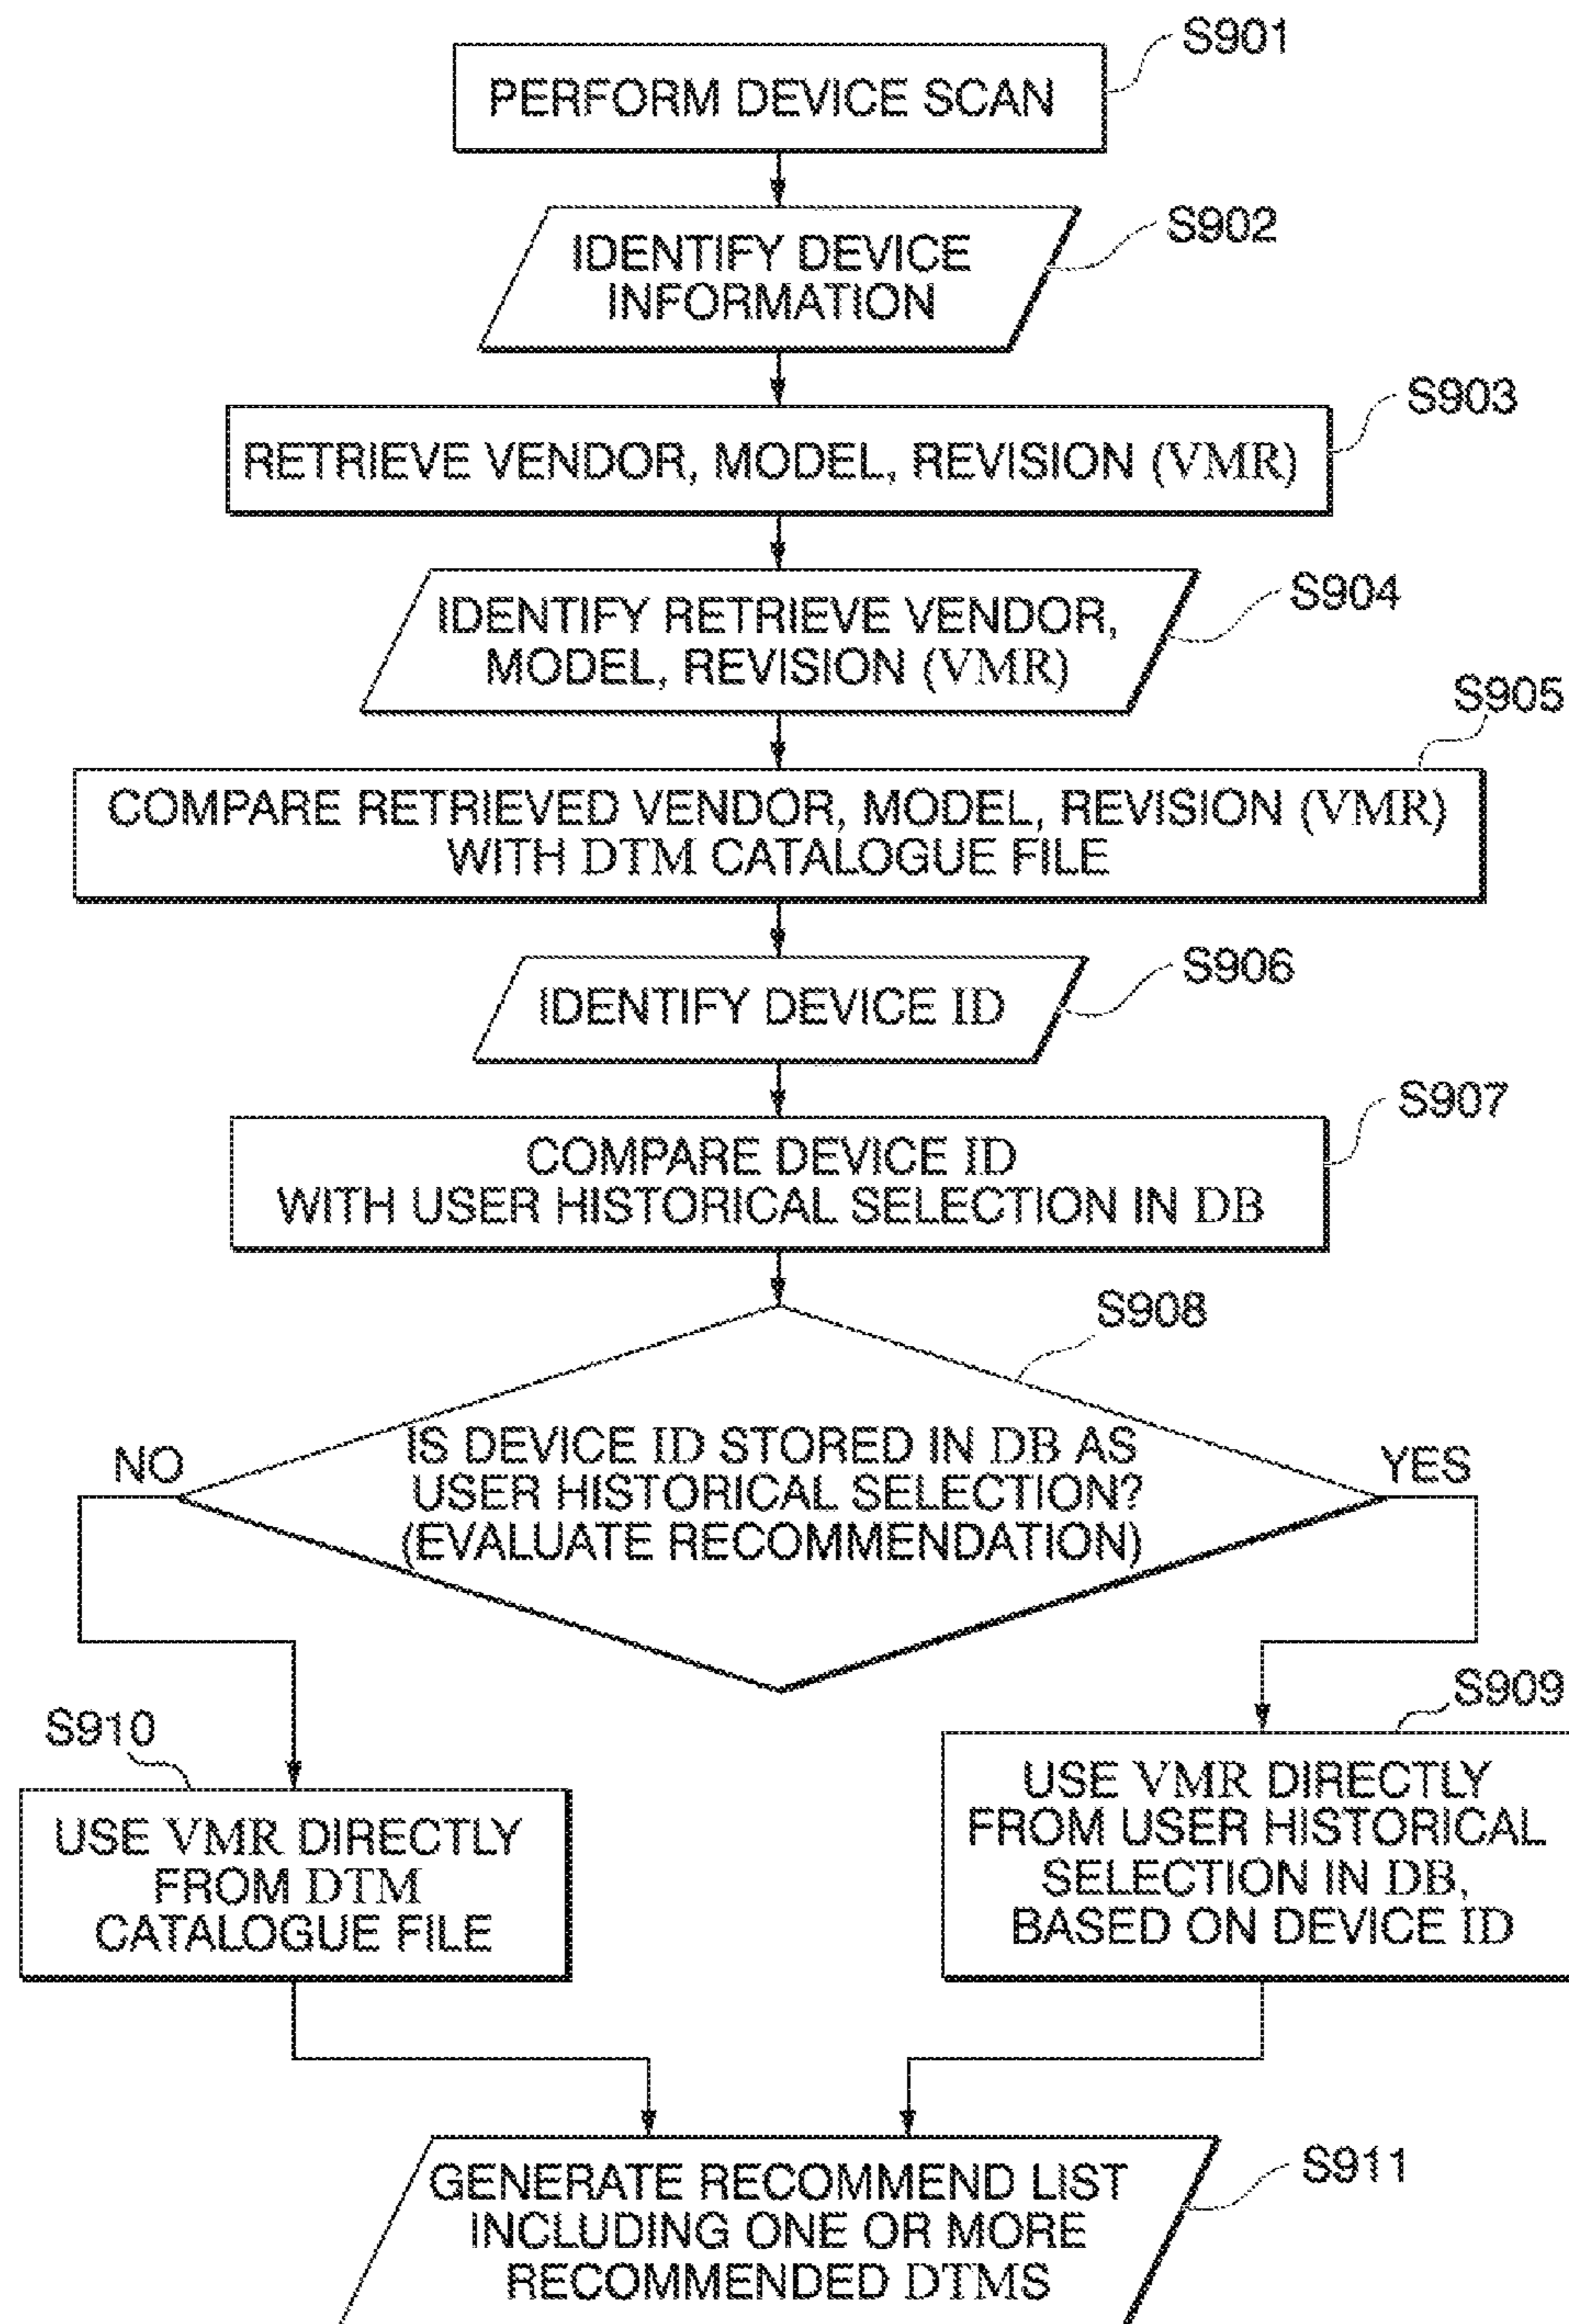 S901
PERFORM DEVICE SCAN
S902
IDENTIFY DEVICE
INFORMATION
S903
RETRIEVE VENDOR, MODEL, REVISION (VMR)
S904
IDENTIFY RETRIEVE VENDOR,
MODEL, REVISION (VMR)
S905
COMPARE RETRIEVED VENDOR, MODEL, REVISION (VMR)
WITH DTM CATALOGUE FILE
S906
IDENTIFY DEVICE ID
S907
COMPARE DEVICE ID
WITH USER HISTORICAL SELECTION IN DB
S908
IS DEVICE ID STORED IN DB AS
USER HISTORICAL SELECTION?
(EVALUATE RECOMMENDATION)
NO
YES
S910
USE VMR DIRECTLY
FROM DTM
CATALOGUE FILE
S909
USE VMR DIRECTLY
FROM USER HISTORICAL
SELECTION IN DB,
BASED ON DEVICE ID
S911
GENERATE RECOMMEND LIST
INCLUDING ONE OR MORE
RECOMMENDED DTMS